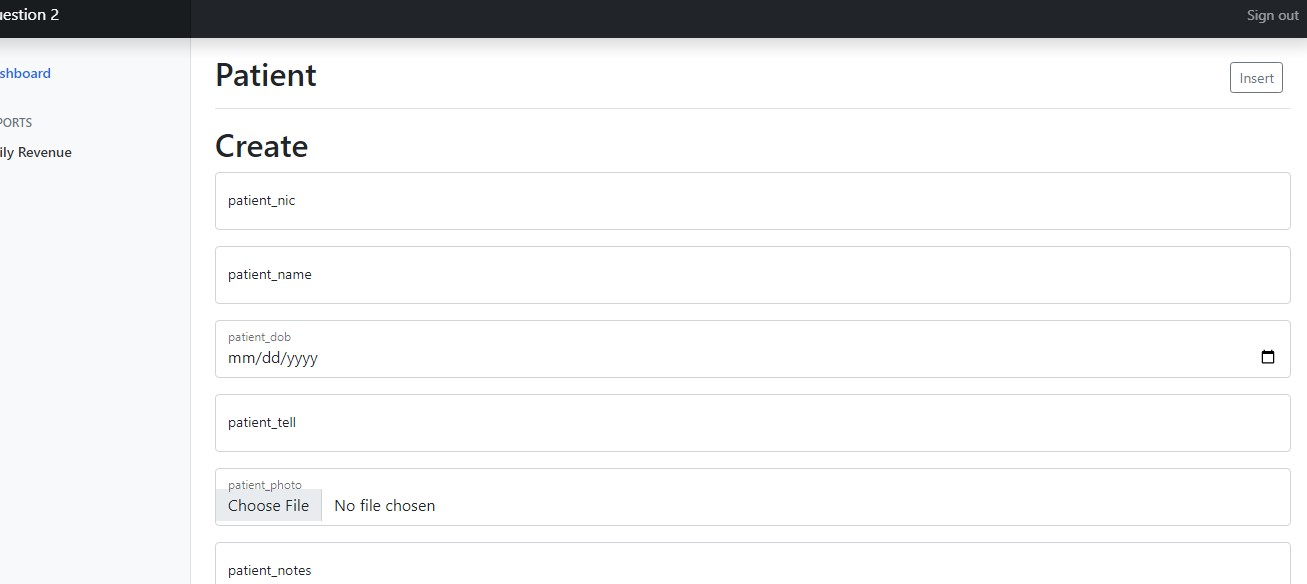 uestion 2
Sign out
shboard
PORTS
ily Revenue
Patient
Insert
Create
patient_nic
patient_name
patient_dob
mm/dd/yyyy
patient_tell
patient_photo
Choose File No file chosen
patient_notes